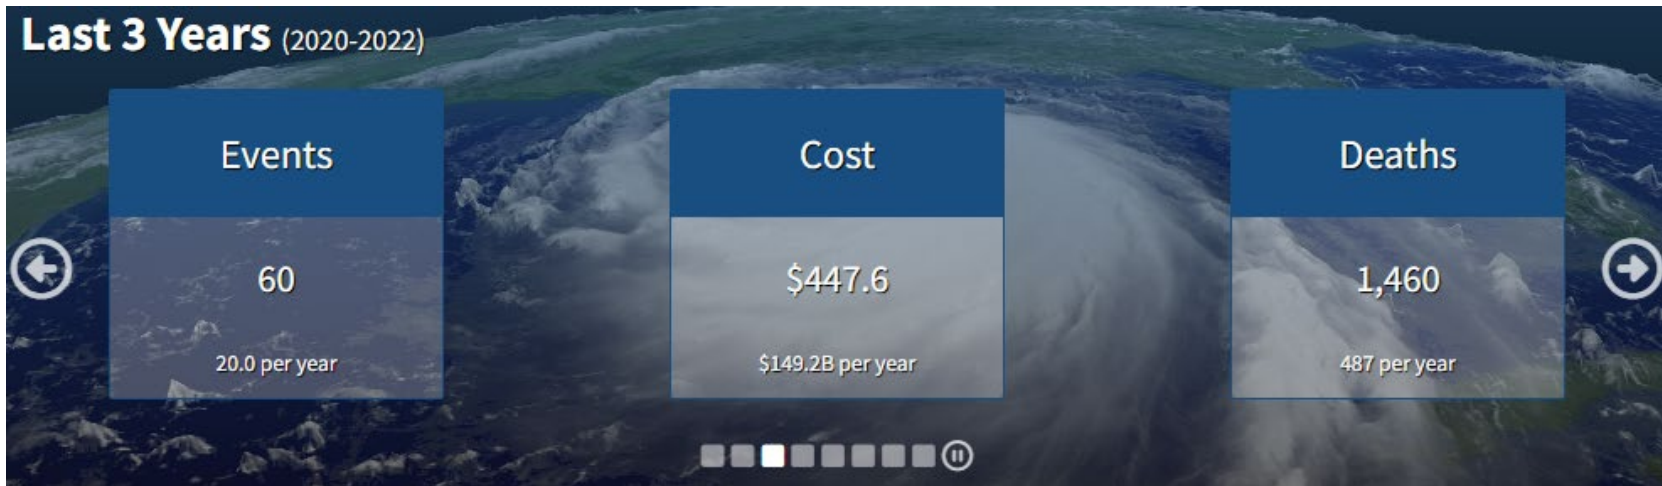 Last 3 Years (2020-2022)
Events
60
20.0 per year
Cost
$447.6
$149.2B per year
Deaths
1,460
487 per year